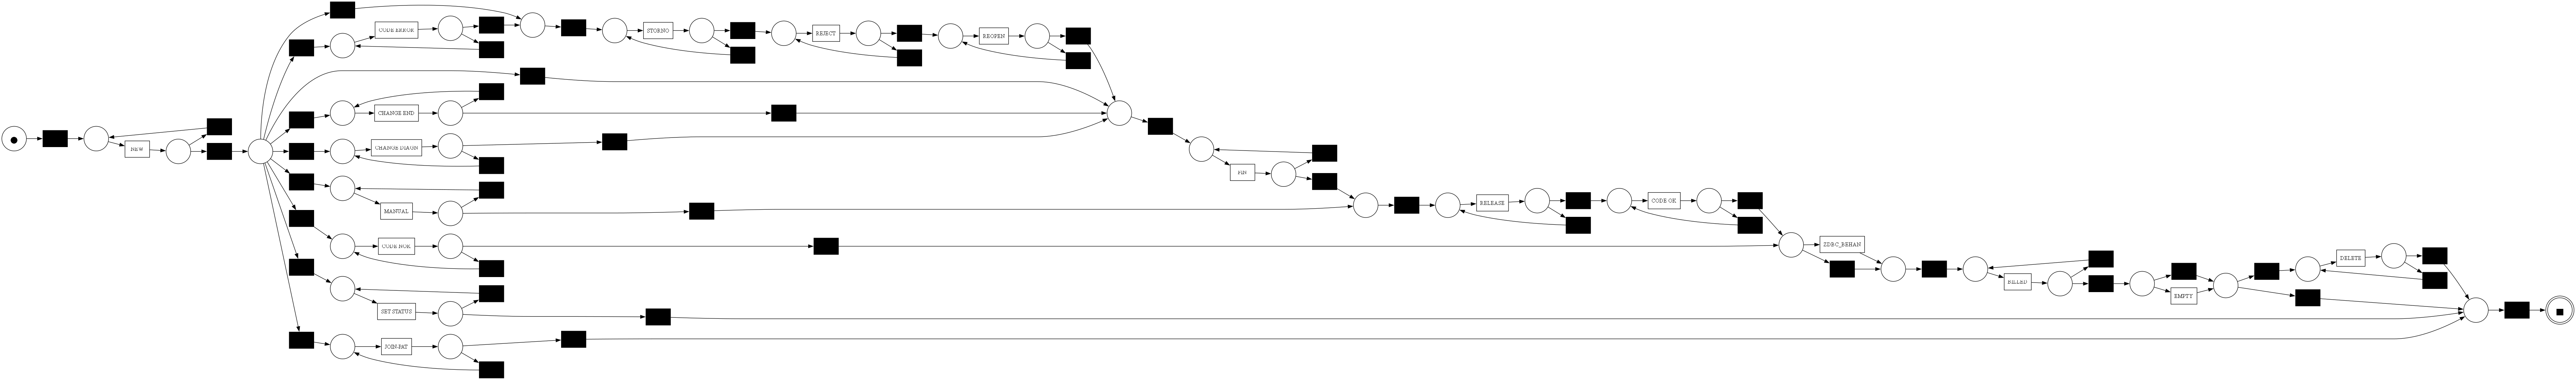 NEW
CODE ERROR
STORNO
REJECT
REOPEN
CHANGE END
CHANGE DIAGN
MANUAL
CODE NOK
SET STATUS
JOIN-PAT
FIN
RELEASE
CODE OK
ZDBC_BEHAN
BILLED
EMPTY
DELETE